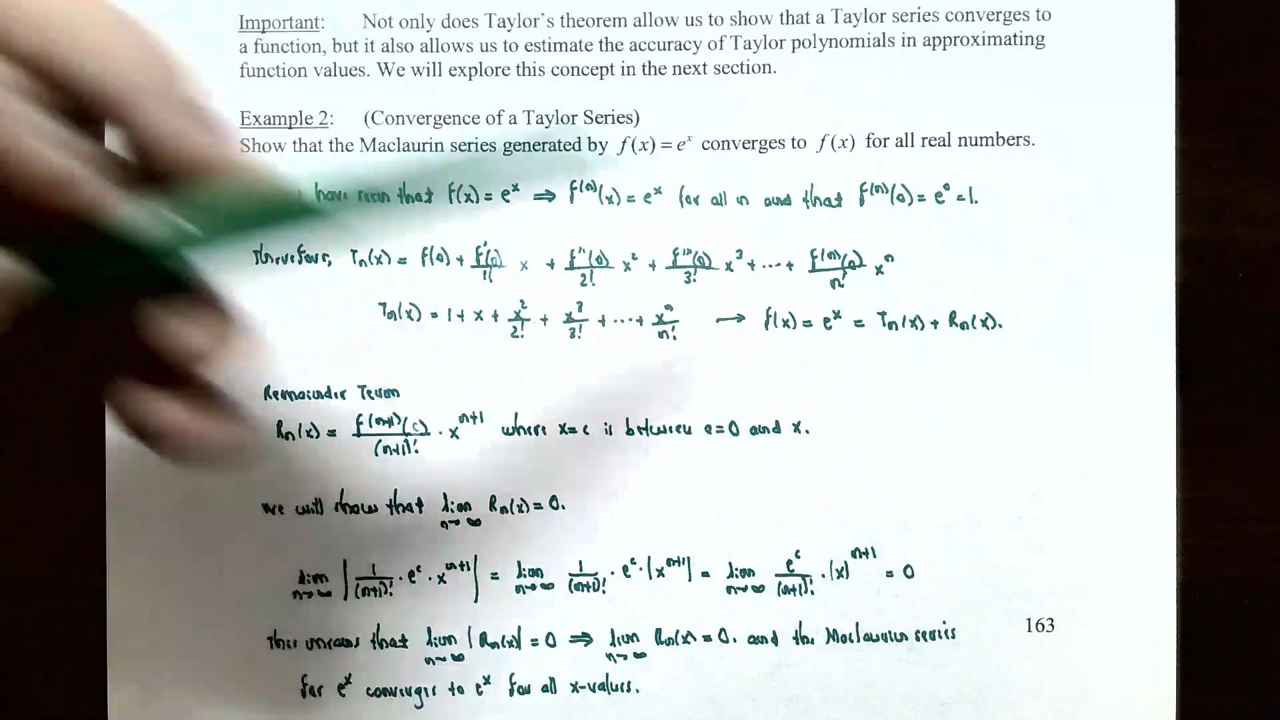 Important: Not only does Taylor's theorem allow us to show that a Taylor series converges to
a function, but it also allows us to estimate the accuracy of Taylor polynomials in approximating
function values. We will explore this concept in the next section.
Example 2: (Convergence of a Taylor Series)
Show that the Maclaurin series generated by f(x) = e^x converges to f(x) for all real numbers.
have seen that f(x) = e^x ⇒ f^(n)(x) = e^x for all n and that f^(n)(0) = e^0 = 1.
Therefore, Tn(x) = f(0) + f'(0)/1! x + f''(0)/2! x^2 + f'''(0)/3! x^3 + ... + f^(n)(0)/n! x^n
Tn(x) = 1 + x + x^2/2! + x^3/3! + ... + x^n/n! → f(x) = e^x = Tn(x) + Rn(x).
Remainder Term
Rn(x) = f^(n+1)(c)/(n+1)! · x^(n+1) where x=c is between a=0 and x.
We will show that lim n→∞ Rn(x) = 0.
lim n→∞ |1/(n+1)! · e^c · x^(n+1)| = lim n→∞ 1/(n+1)! · e^c · |x^(n+1)| = lim n→∞ e^c/(n+1)! · |x|^(n+1) = 0
This means that lim n→∞ |Rn(x)| = 0 ⇒ lim n→∞ Rn(x) = 0. and the Maclaurin series
163
for e^x converges to e^x for all x-values.